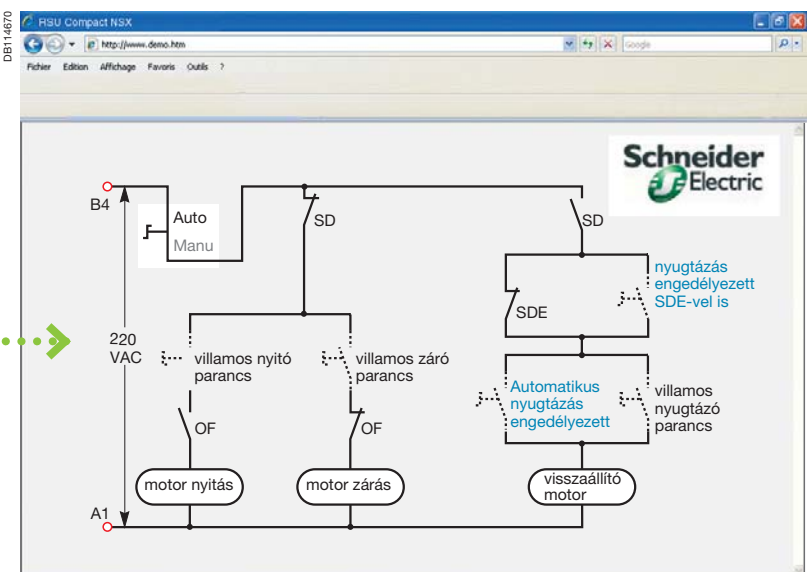 DB114670
RSU Compact NSX
http://www.demo.htm
Google
Fichier Edition Affichage Favoris Outils ?
Schneider
Electric
B4
Auto
Manu
SD
SD
nyugtázás
engedélyezett
SDE-vel is
SDE
220
VAC
villamos nyitó
parancs
villamos záró
parancs
Automatikus
nyugtázás
engedélyezett
villamos
nyugtázó
parancs
OF
OF
motor nyitás
motor zárás
visszaállító
motor
A1